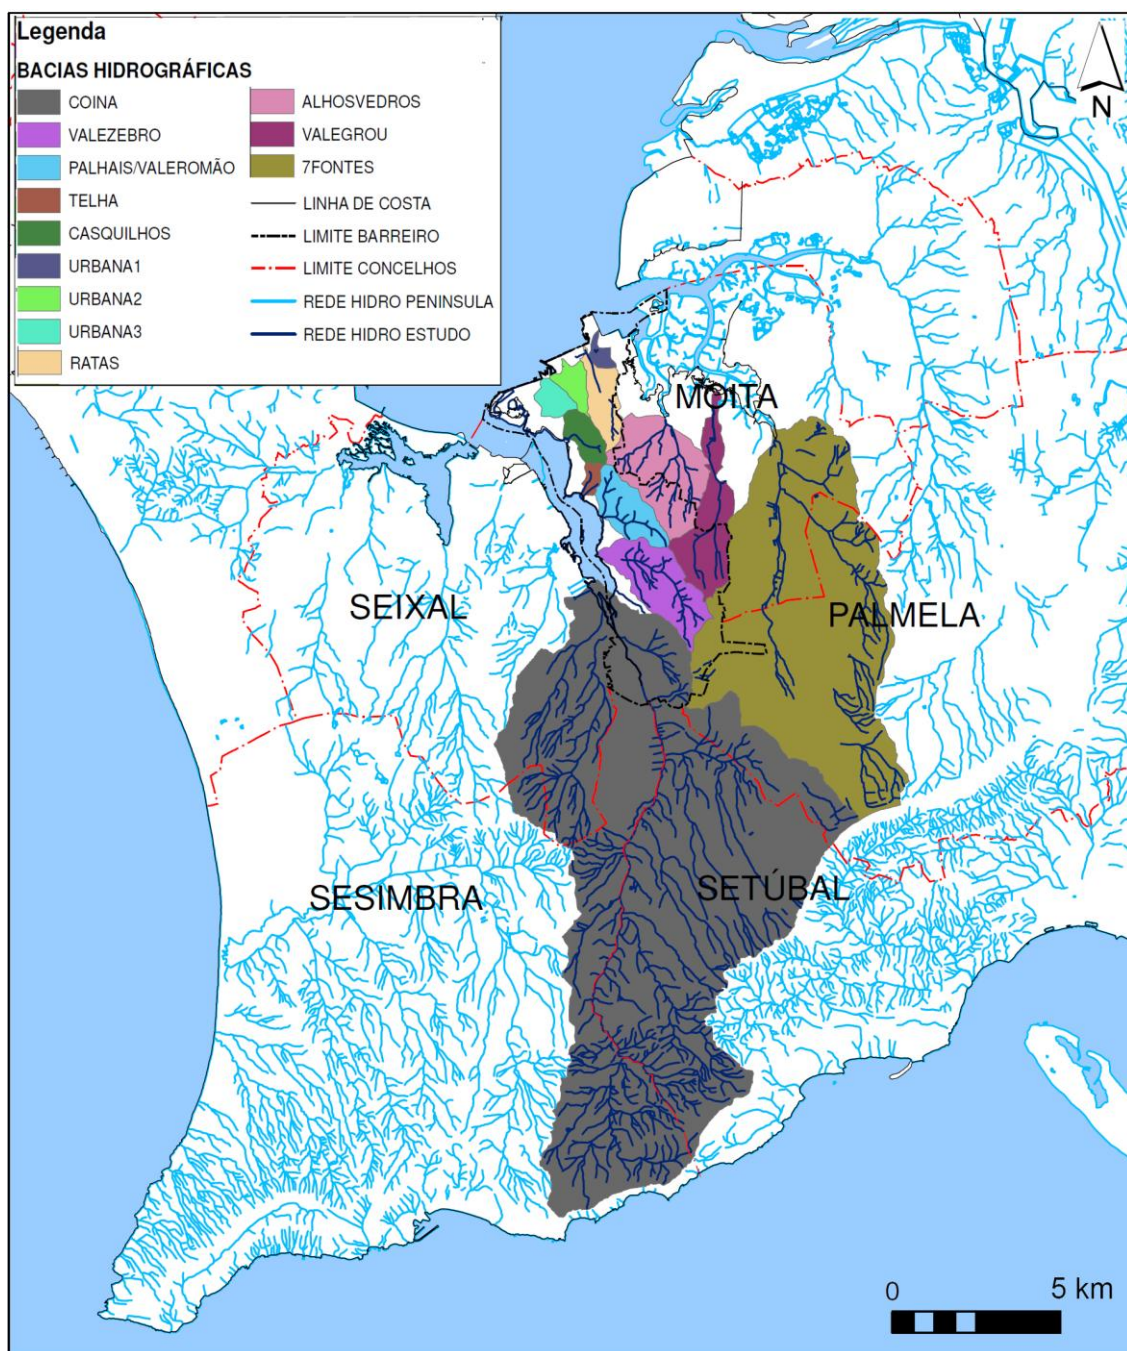 Legenda
BACIAS HIDROGRÁFICAS
COINA
VALEZEBRO
PALHAIS/VALEROMÃO
TELHA
CASQUILHOS
URBANA1
URBANA2
URBANA3
RATAS
ALHOSVEDROS
VALEGROU
7FONTES
LINHA DE COSTA
LIMITE BARREIRO
LIMITE CONCELHOS
REDE HIDRO PENINSULA
REDE HIDRO ESTUDO
N
MOITA
SEIXAL
PALMELA
SESIMBRA
SETÚBAL
0 5 km